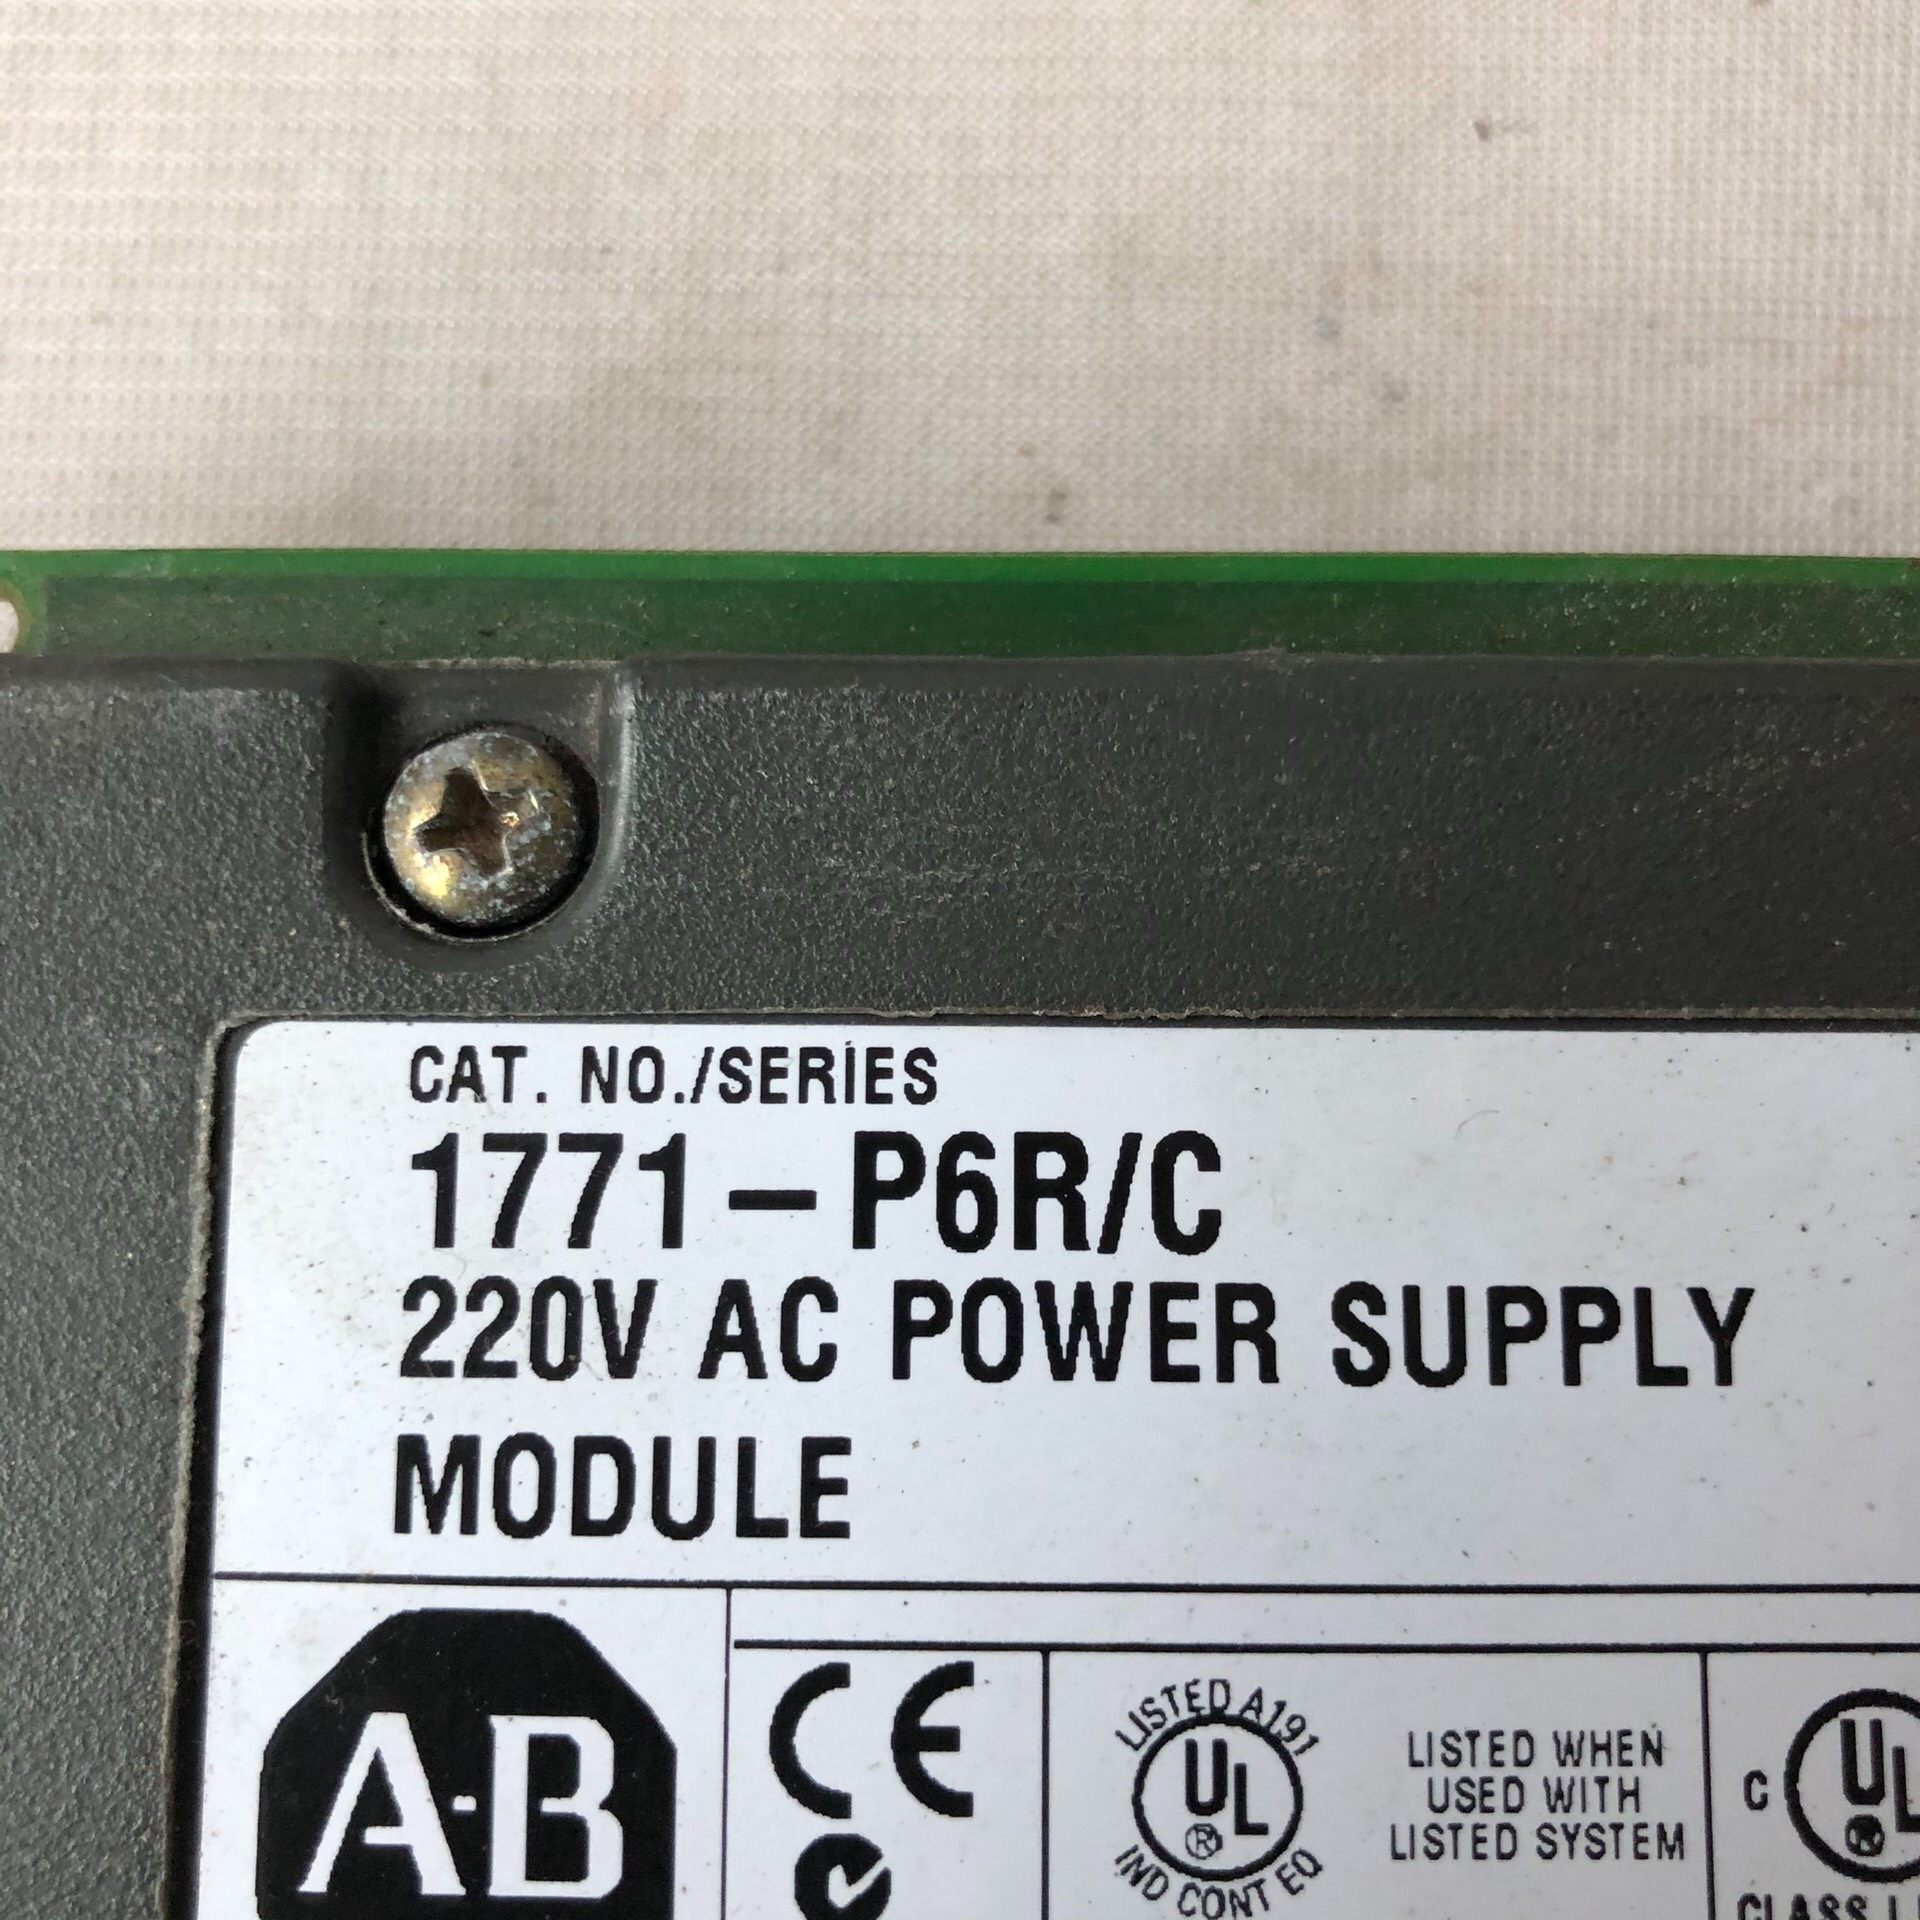 CAT. NO./SERIES
1771-P6R/C
220V AC POWER SUPPLY
MODULE
A-B
CE
LISTED A191
UL
®
IND CONT EQ
LISTED WHEN
USED WITH
LISTED SYSTEM
C
UL
®
CLASS I